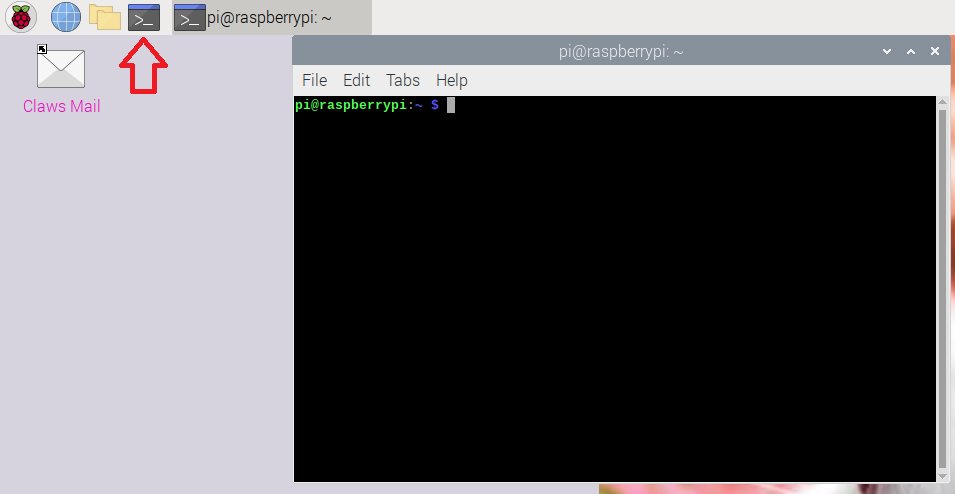 pi@raspberrypi: ~
pi@raspberrypi: ~
File Edit Tabs Help
pi@raspberrypi:~ $
Claws Mail